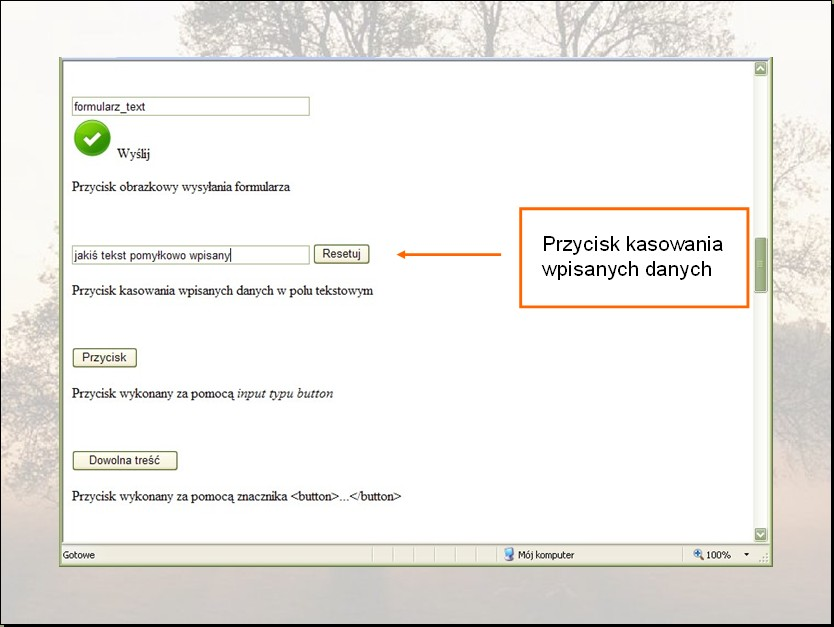 formularz_text
Wyślij
Przycisk obrazkowy wysyłania formularza
jakiś tekst pomyłkowo wpisany
Resetuj
Przycisk kasowania
wpisanych danych
Przycisk kasowania wpisanych danych w polu tekstowym
Przycisk
Przycisk wykonany za pomocą input typu button
Dowolna treść
Przycisk wykonany za pomocą znacznika <button>...</button>
Gotowe
Mój komputer
100%